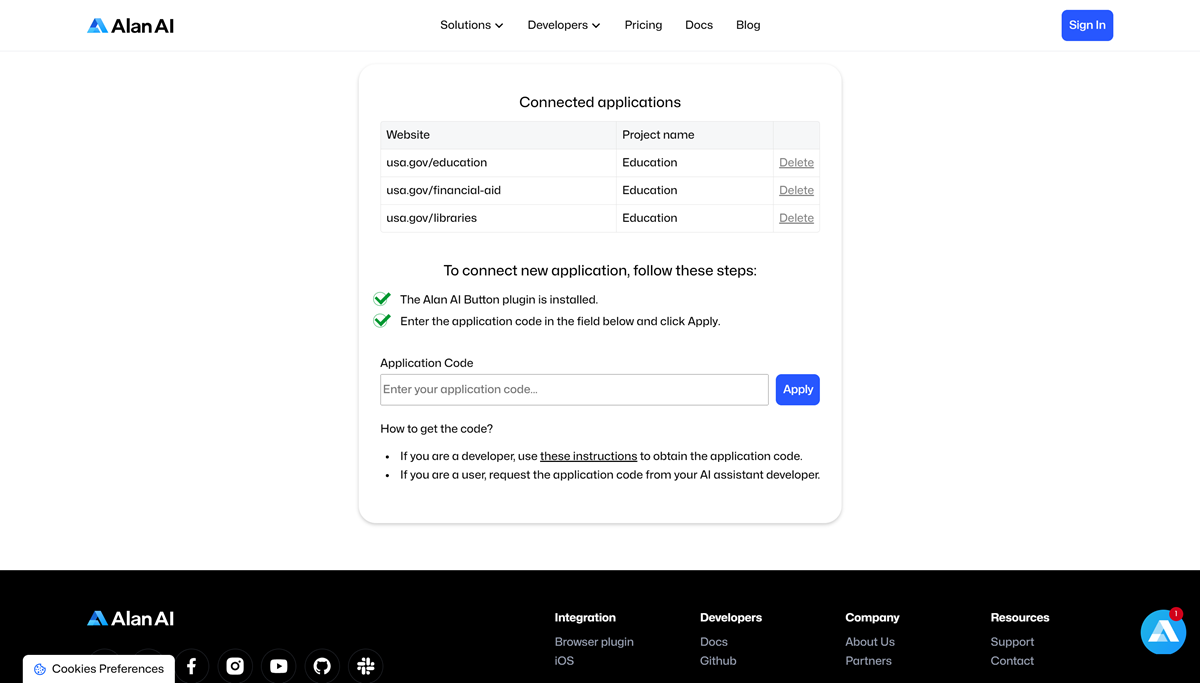 Alan AI
Solutions Developers Pricing Docs Blog
Sign In
Connected applications
Website Project name
usa.gov/education Education Delete
usa.gov/financial-aid Education Delete
usa.gov/libraries Education Delete
To connect new application, follow these steps:
The Alan AI Button plugin is installed.
Enter the application code in the field below and click Apply.
Application Code
Enter your application code...
Apply
How to get the code?
• If you are a developer, use these instructions to obtain the application code.
• If you are a user, request the application code from your AI assistant developer.
Alan AI
Integration Developers Company Resources
Browser plugin Docs About Us Support
iOS Github Partners Contact
1
Cookies Preferences